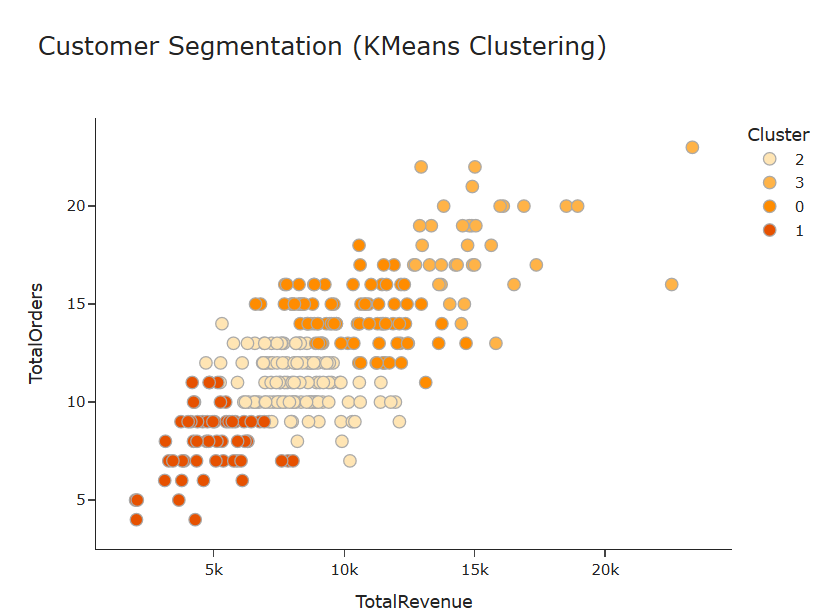 Customer Segmentation (KMeans Clustering)
Cluster
2
3
0
1
TotalOrders
20
15
10
5
5k
10k
15k
20k
TotalRevenue